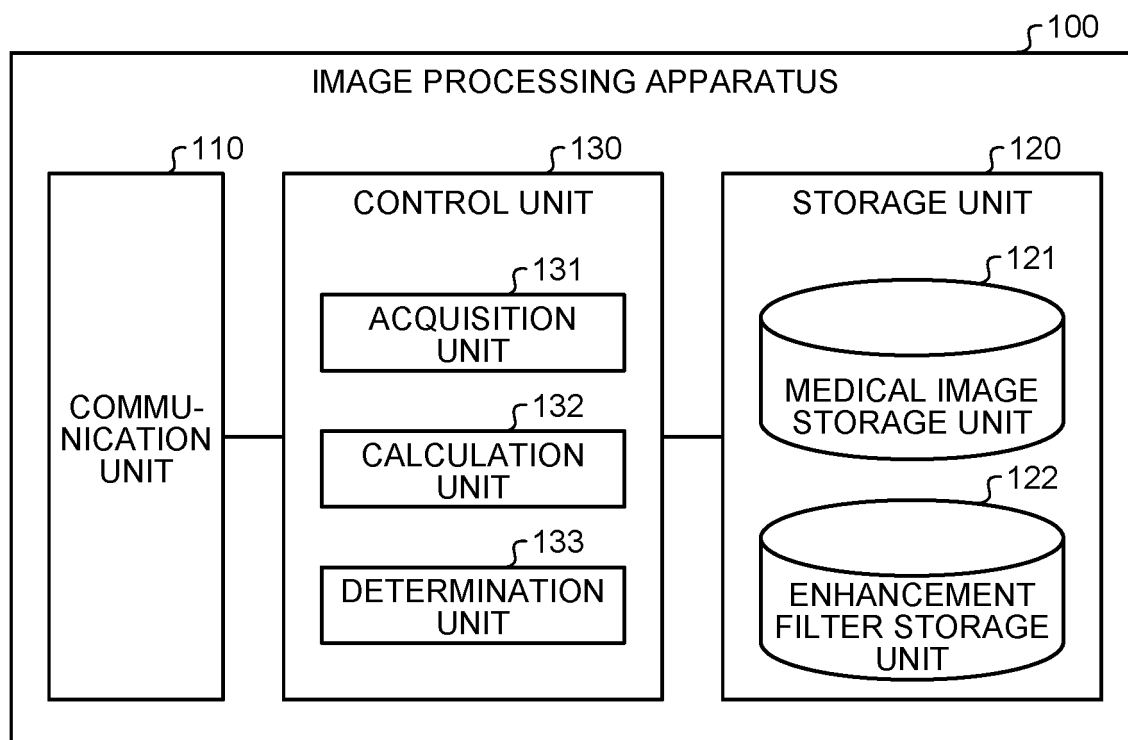 100
IMAGE PROCESSING APPARATUS
110
COMMU-
NICATION
UNIT
130
CONTROL UNIT
131
ACQUISITION
UNIT
132
CALCULATION
UNIT
133
DETERMINATION
UNIT
120
STORAGE UNIT
121
MEDICAL IMAGE
STORAGE UNIT
122
ENHANCEMENT
FILTER STORAGE
UNIT